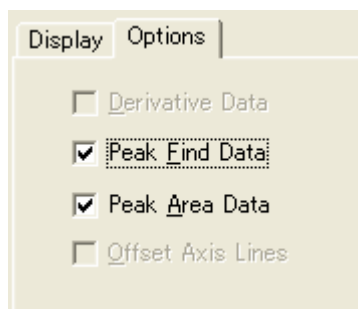 Display Options
Derivative Data
Peak Find Data
Peak Area Data
Offset Axis Lines